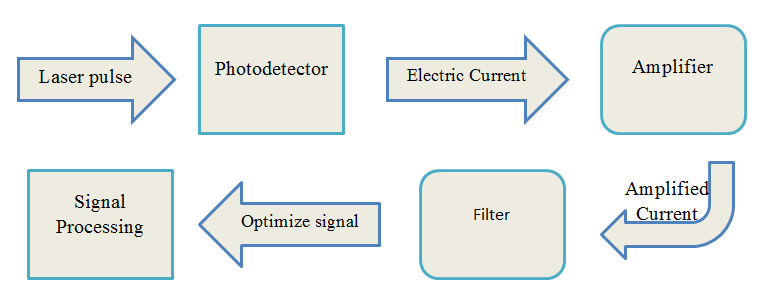 Laser pulse
Photodetector
Electric Current
Amplifier
Amplified
Current
Filter
Optimize signal
Signal
Processing